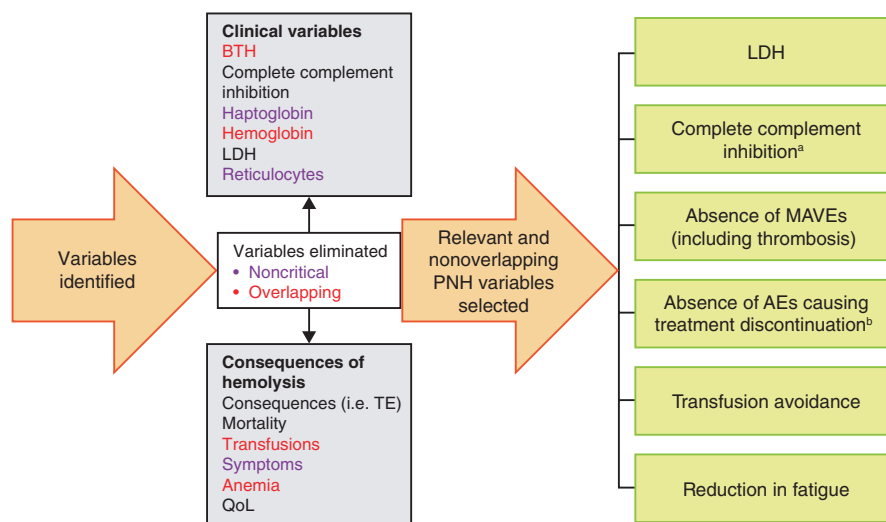 Variables
identified
Clinical variables
BTH
Complete complement
inhibition
Haptoglobin
Hemoglobin
LDH
Reticulocytes
Variables eliminated
• Noncritical
• Overlapping
Consequences of
hemolysis
Consequences (i.e. TE)
Mortality
Transfusions
Symptoms
Anemia
QoL
Relevant and
nonoverlapping
PNH variables
selected
LDH
Complete complement
inhibitionᵃ
Absence of MAVEs
(including thrombosis)
Absence of AEs causing
treatment discontinuationᵇ
Transfusion avoidance
Reduction in fatigue